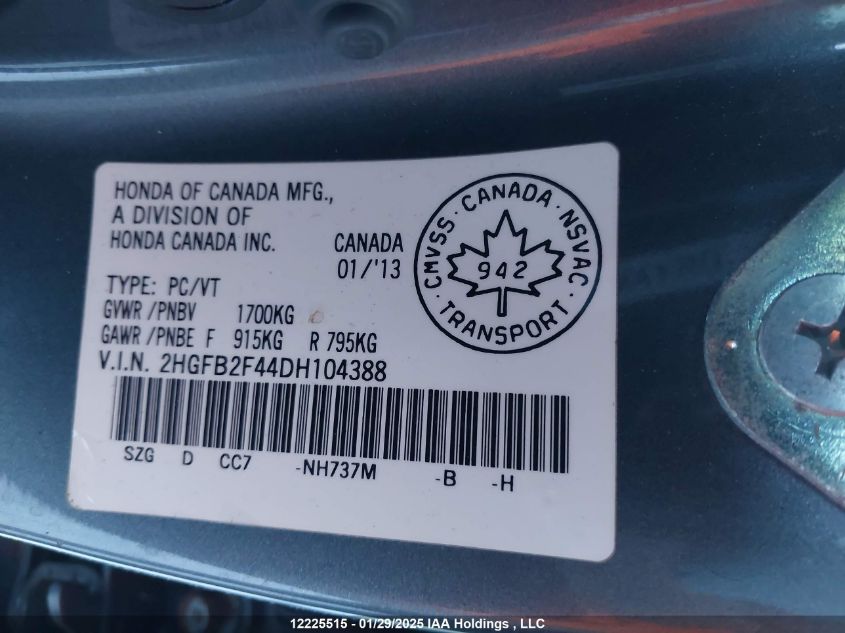 HONDA OF CANADA MFG.,
A DIVISION OF
HONDA CANADA INC.
CANADA
01/'13
TYPE: PC/VT
GVWR/PNBV 1700KG
GAWR/PNBE F 915KG R 795KG
V.I.N. 2HGFB2F44DH104388
SZG D CC7 -NH737M -B -H
CMVSS · CANADA · NSVAC · TRANSPORT ·
942
12225515 - 01/29/2025 IAA Holdings , LLC